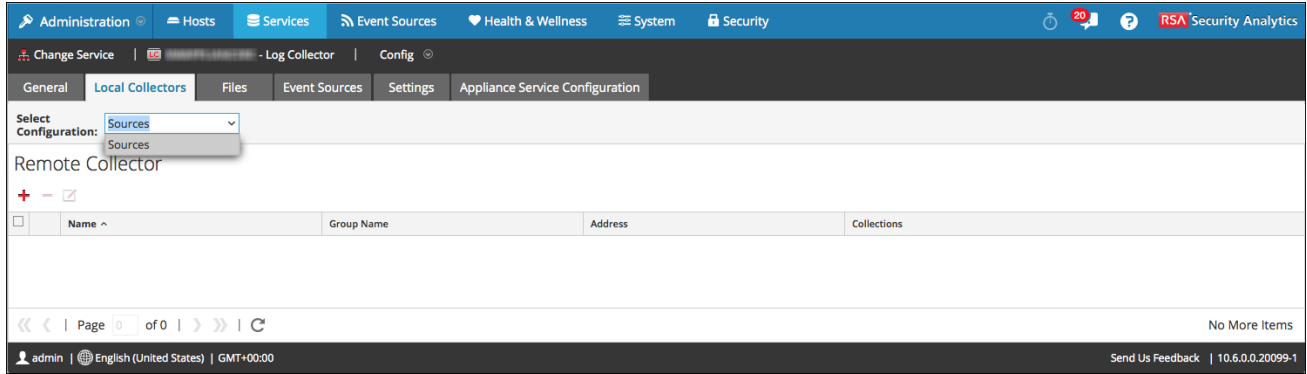 Administration Hosts Services Event Sources Health & Wellness System Security 20 ? RSA Security Analytics
Change Service | LC - Log Collector | Config
General Local Collectors Files Event Sources Settings Appliance Service Configuration
Select Configuration: Sources
Sources
Remote Collector
Name Group Name Address Collections
| Page 0 of 0 | | No More Items
admin | English (United States) | GMT+00:00 Send Us Feedback | 10.6.0.0.20099-1